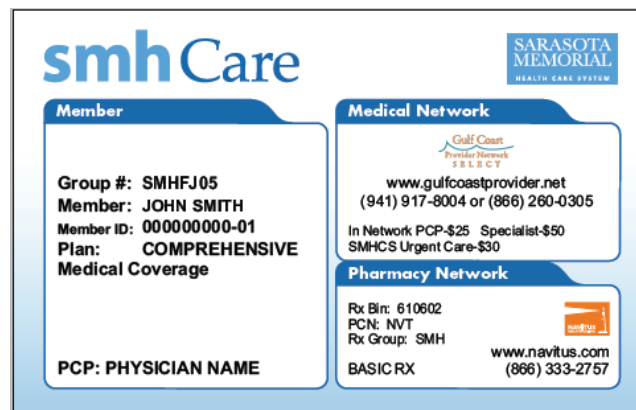 smh Care
SARASOTA
MEMORIAL
HEALTH CARE SYSTEM
Member
Group #: SMHFJ05
Member: JOHN SMITH
Member ID: 000000000-01
Plan: COMPREHENSIVE
Medical Coverage
PCP: PHYSICIAN NAME
Medical Network
Gulf Coast
Provider Network
SELECT
www.gulfcoastprovider.net
(941) 917-8004 or (866) 260-0305
In Network PCP-$25 Specialist-$50
SMHCS Urgent Care-$30
Pharmacy Network
Rx Bin: 610602
PCN: NVT
Rx Group: SMH
BASIC RX
NAVITUS
www.navitus.com
(866) 333-2757